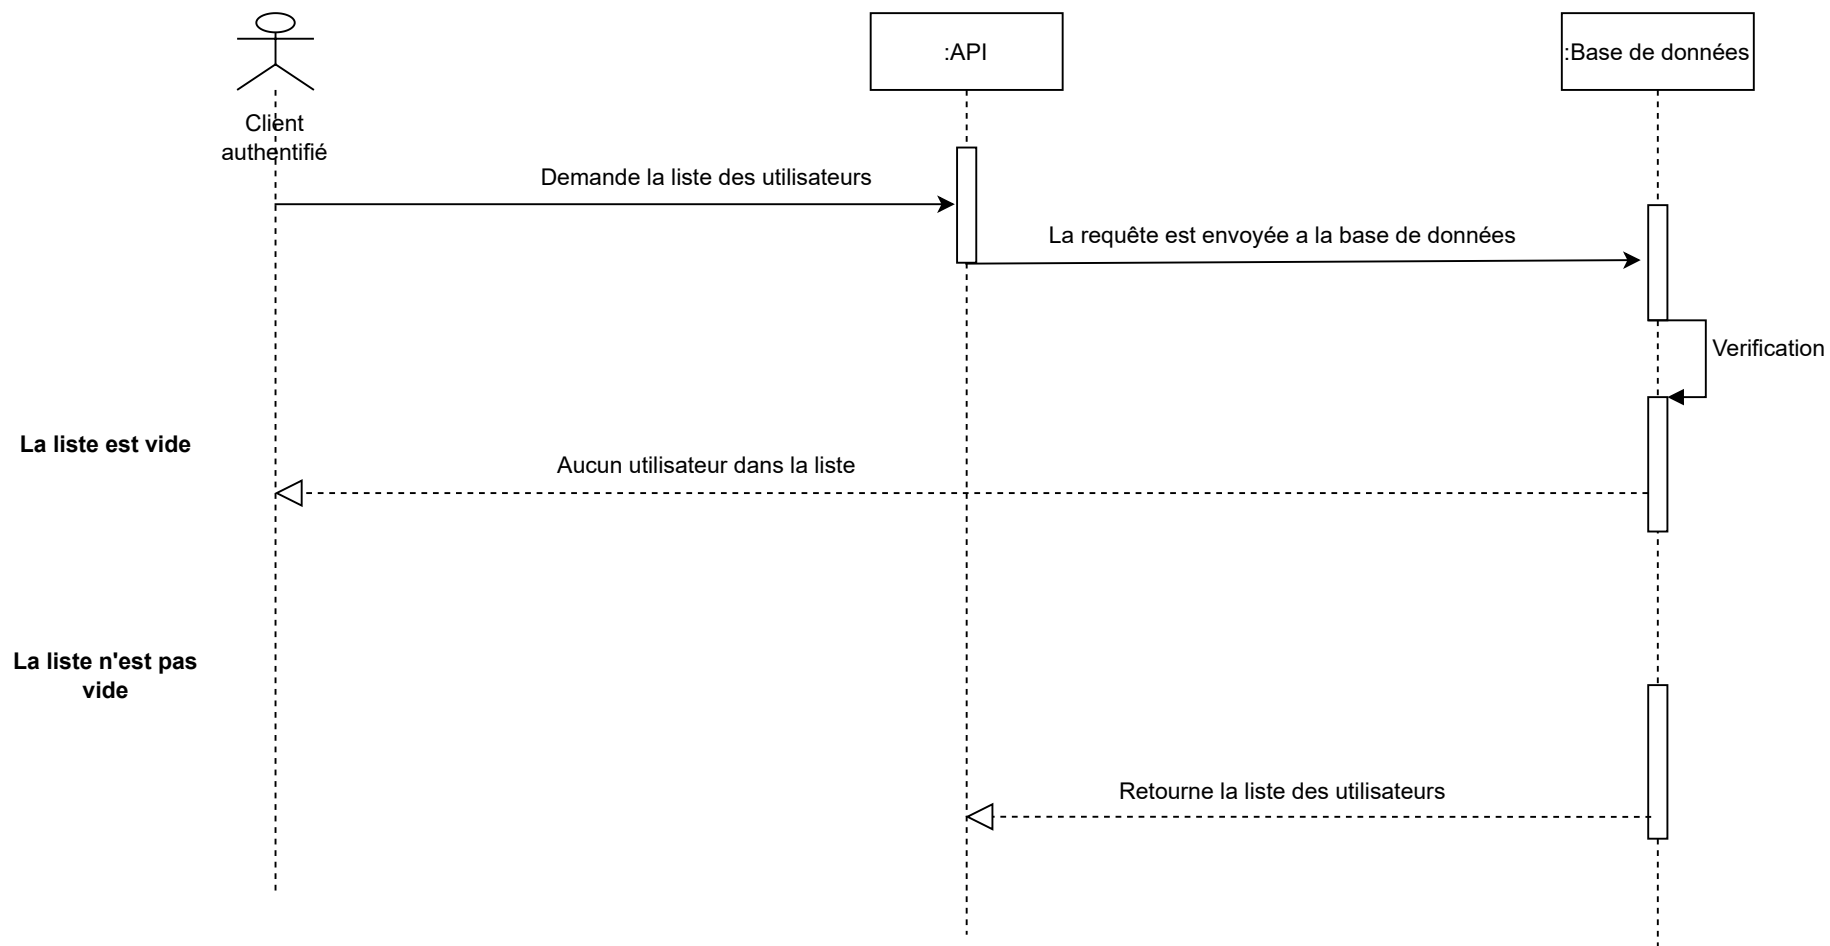 :API
:Base de données
Client
authentifié
Demande la liste des utilisateurs
La requête est envoyée a la base de données
Verification
La liste est vide
Aucun utilisateur dans la liste
La liste n'est pas
vide
Retourne la liste des utilisateurs